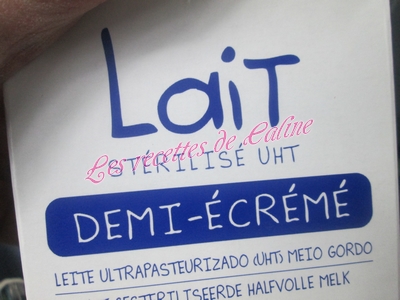 Lait
Les recettes de Caline
STÉRILISÉ UHT
DEMI-ÉCRÉMÉ
LEITE ULTRAPASTEURIZADO (UHT) MEIO GORDO
HALFVOLLE MELK